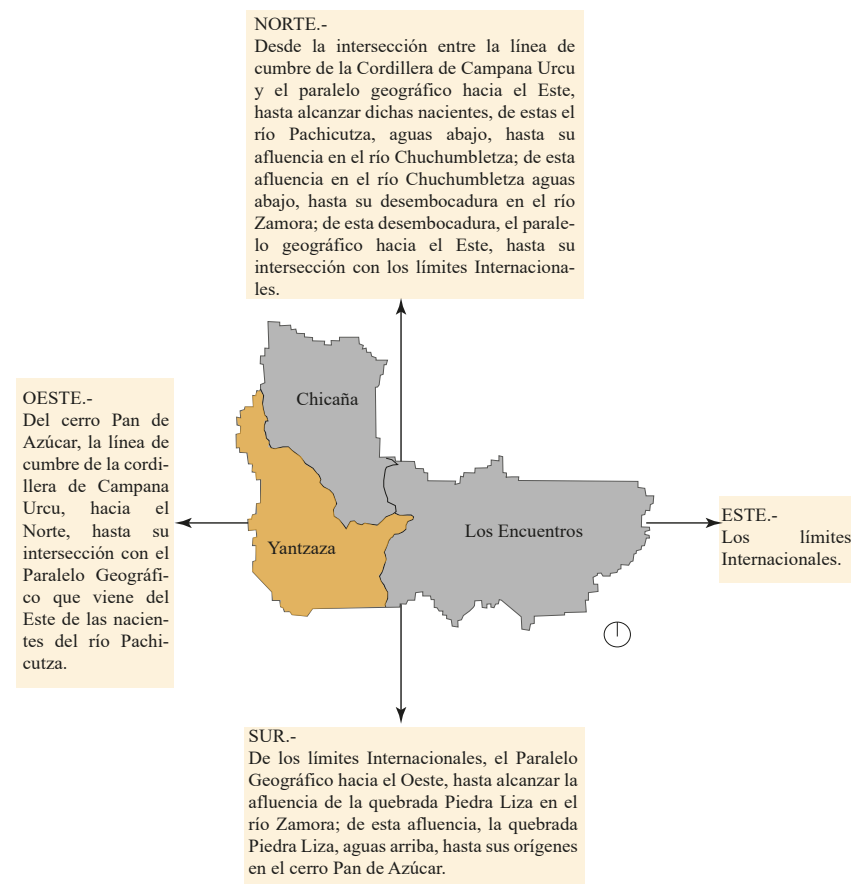 NORTE.-
Desde la intersección entre la línea de
cumbre de la Cordillera de Campana Urcu
y el paralelo geográfico hacia el Este,
hasta alcanzar dichas nacientes, de estas el
río Pachicutza, aguas abajo, hasta su
afluencia en el río Chuchumbletza; de esta
afluencia en el río Chuchumbletza aguas
abajo, hasta su desembocadura en el río
Zamora; de esta desembocadura, el parale-
lo geográfico hacia el Este, hasta su
intersección con los límites Internaciona-
les.
OESTE.-
Del cerro Pan de
Azúcar, la línea de
cumbre de la cordi-
llera de Campana
Urcu, hacia el
Norte, hasta su
intersección con el
Paralelo Geográfi-
co que viene del
Este de las nacien-
tes del río Pachi-
cutza.
Chicaña
Yantzaza
Los Encuentros
ESTE.-
Los límites
Internacionales.
SUR.-
De los límites Internacionales, el Paralelo
Geográfico hacia el Oeste, hasta alcanzar la
afluencia de la quebrada Piedra Liza en el
río Zamora; de esta afluencia, la quebrada
Piedra Liza, aguas arriba, hasta sus orígenes
en el cerro Pan de Azúcar.